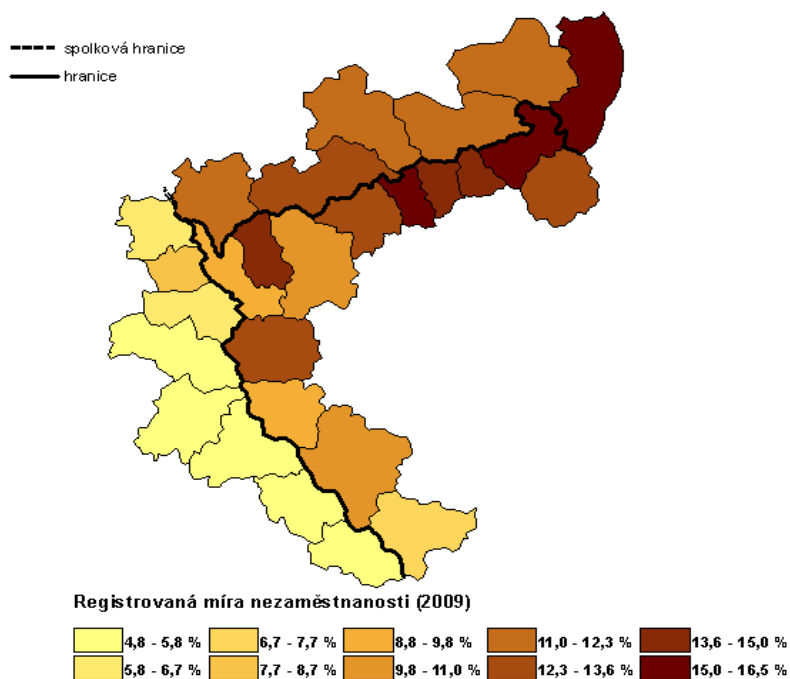 spolková hranice
hranice
Registrovaná míra nezaměstnanosti (2009)
4,8 - 5,8 % 6,7 - 7,7 % 8,8 - 9,8 % 11,0 - 12,3 % 13,6 - 15,0 %
5,8 - 6,7 % 7,7 - 8,7 % 9,8 - 11,0 % 12,3 - 13,6 % 15,0 - 16,5 %